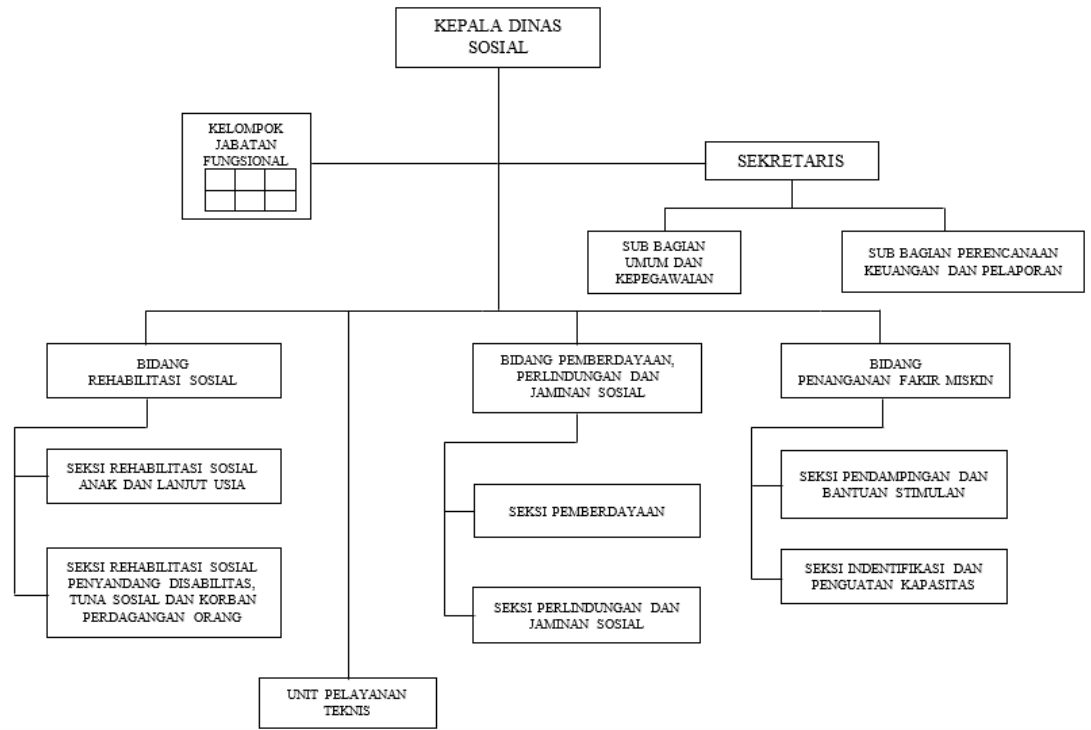 KEPALA DINAS
SOSIAL
KELOMPOK
JABATAN
FUNGSIONAL
SEKRETARIS
SUB BAGIAN
UMUM DAN
KEPEGAWAIAN
SUB BAGIAN PERENCANAAN
KEUANGAN DAN PELAPORAN
BIDANG
REHABILITASI SOSIAL
BIDANG PEMBERDAYAAN,
PERLINDUNGAN DAN
JAMINAN SOSIAL
BIDANG
PENANGANAN FAKIR MISKIN
SEKSI REHABILITASI SOSIAL
ANAK DAN LANJUT USIA
SEKSI REHABILITASI SOSIAL
PENYANDANG DISABILITAS,
TUNA SOSIAL DAN KORBAN
PERDAGANGAN ORANG
SEKSI PEMBERDAYAAN
SEKSI PERLINDUNGAN DAN
JAMINAN SOSIAL
SEKSI PENDAMPINGAN DAN
BANTUAN STIMULAN
SEKSI INDENTIFIKASI DAN
PENGUATAN KAPASITAS
UNIT PELAYANAN
TEKNIS